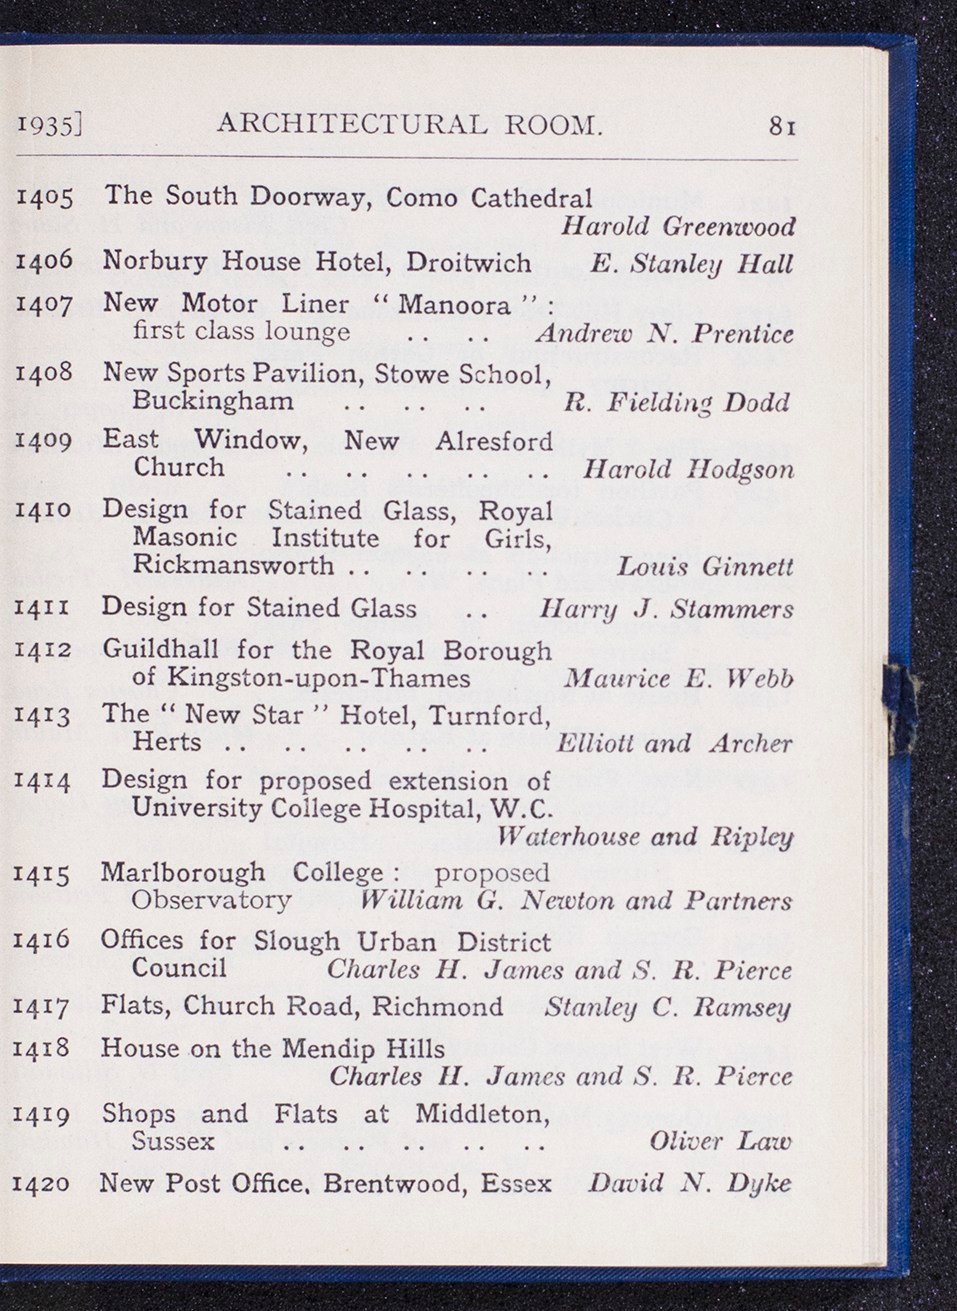 1935] ARCHITECTURAL ROOM. 81
1405 The South Doorway, Como Cathedral
Harold Greenwood
1406 Norbury House Hotel, Droitwich E. Stanley Hall
1407 New Motor Liner “ Manoora ” :
first class lounge .. .. Andrew N. Prentice
1408 New Sports Pavilion, Stowe School,
Buckingham .. .. .. R. Fielding Dodd
1409 East Window, New Alresford
Church .. .. .. .. .. Harold Hodgson
1410 Design for Stained Glass, Royal
Masonic Institute for Girls,
Rickmansworth .. .. .. .. Louis Ginnett
1411 Design for Stained Glass .. Harry J. Stammers
1412 Guildhall for the Royal Borough
of Kingston-upon-Thames Maurice E. Webb
1413 The “ New Star ” Hotel, Turnford,
Herts .. .. .. .. .. Elliott and Archer
1414 Design for proposed extension of
University College Hospital, W.C.
Waterhouse and Ripley
1415 Marlborough College : proposed
Observatory William G. Newton and Partners
1416 Offices for Slough Urban District
Council Charles H. James and S. R. Pierce
1417 Flats, Church Road, Richmond Stanley C. Ramsey
1418 House on the Mendip Hills
Charles H. James and S. R. Pierce
1419 Shops and Flats at Middleton,
Sussex .. .. .. .. .. Oliver Law
1420 New Post Office, Brentwood, Essex David N. Dyke